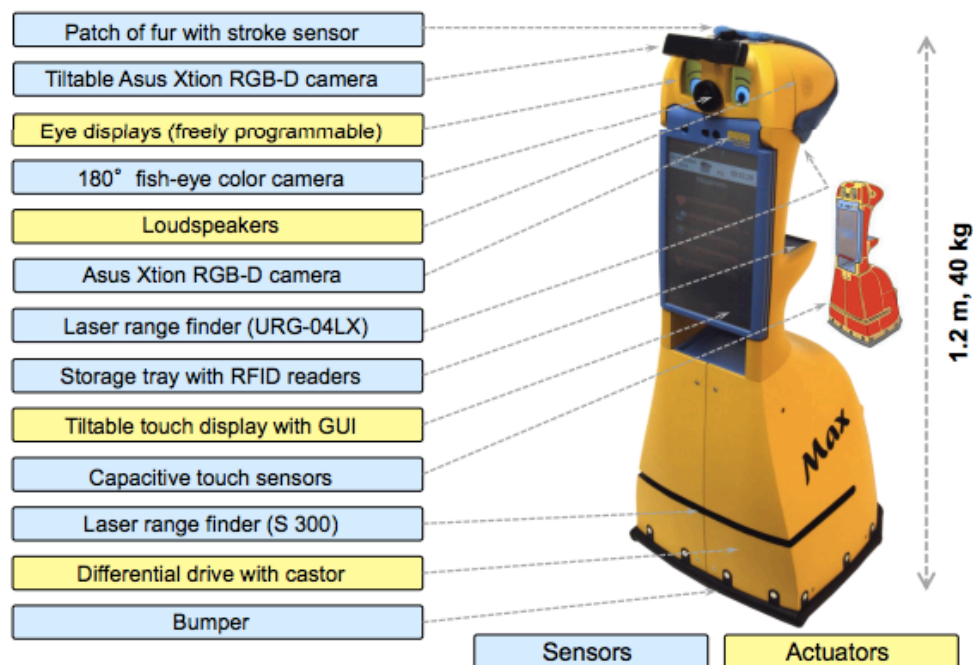 Patch of fur with stroke sensor
Tiltable Asus Xtion RGB-D camera
Eye displays (freely programmable)
180° fish-eye color camera
Loudspeakers
Asus Xtion RGB-D camera
Laser range finder (URG-04LX)
Storage tray with RFID readers
Tiltable touch display with GUI
Capacitive touch sensors
Laser range finder (S 300)
Differential drive with castor
Bumper
Max
1.2 m, 40 kg
Sensors
Actuators